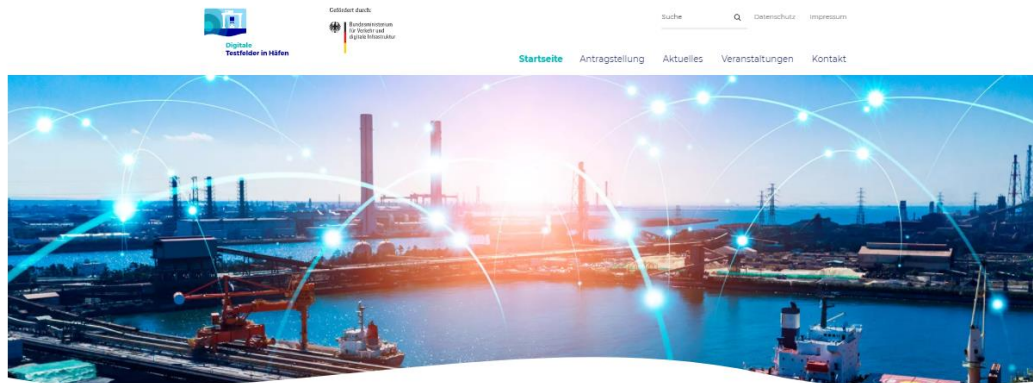 Gefördert durch:
Bundesministerium
für Verkehr und
digitale Infrastruktur
Digitale
Testfelder in Häfen
Suche Datenschutz Impressum
Startseite Antragstellung Aktuelles Veranstaltungen Kontakt